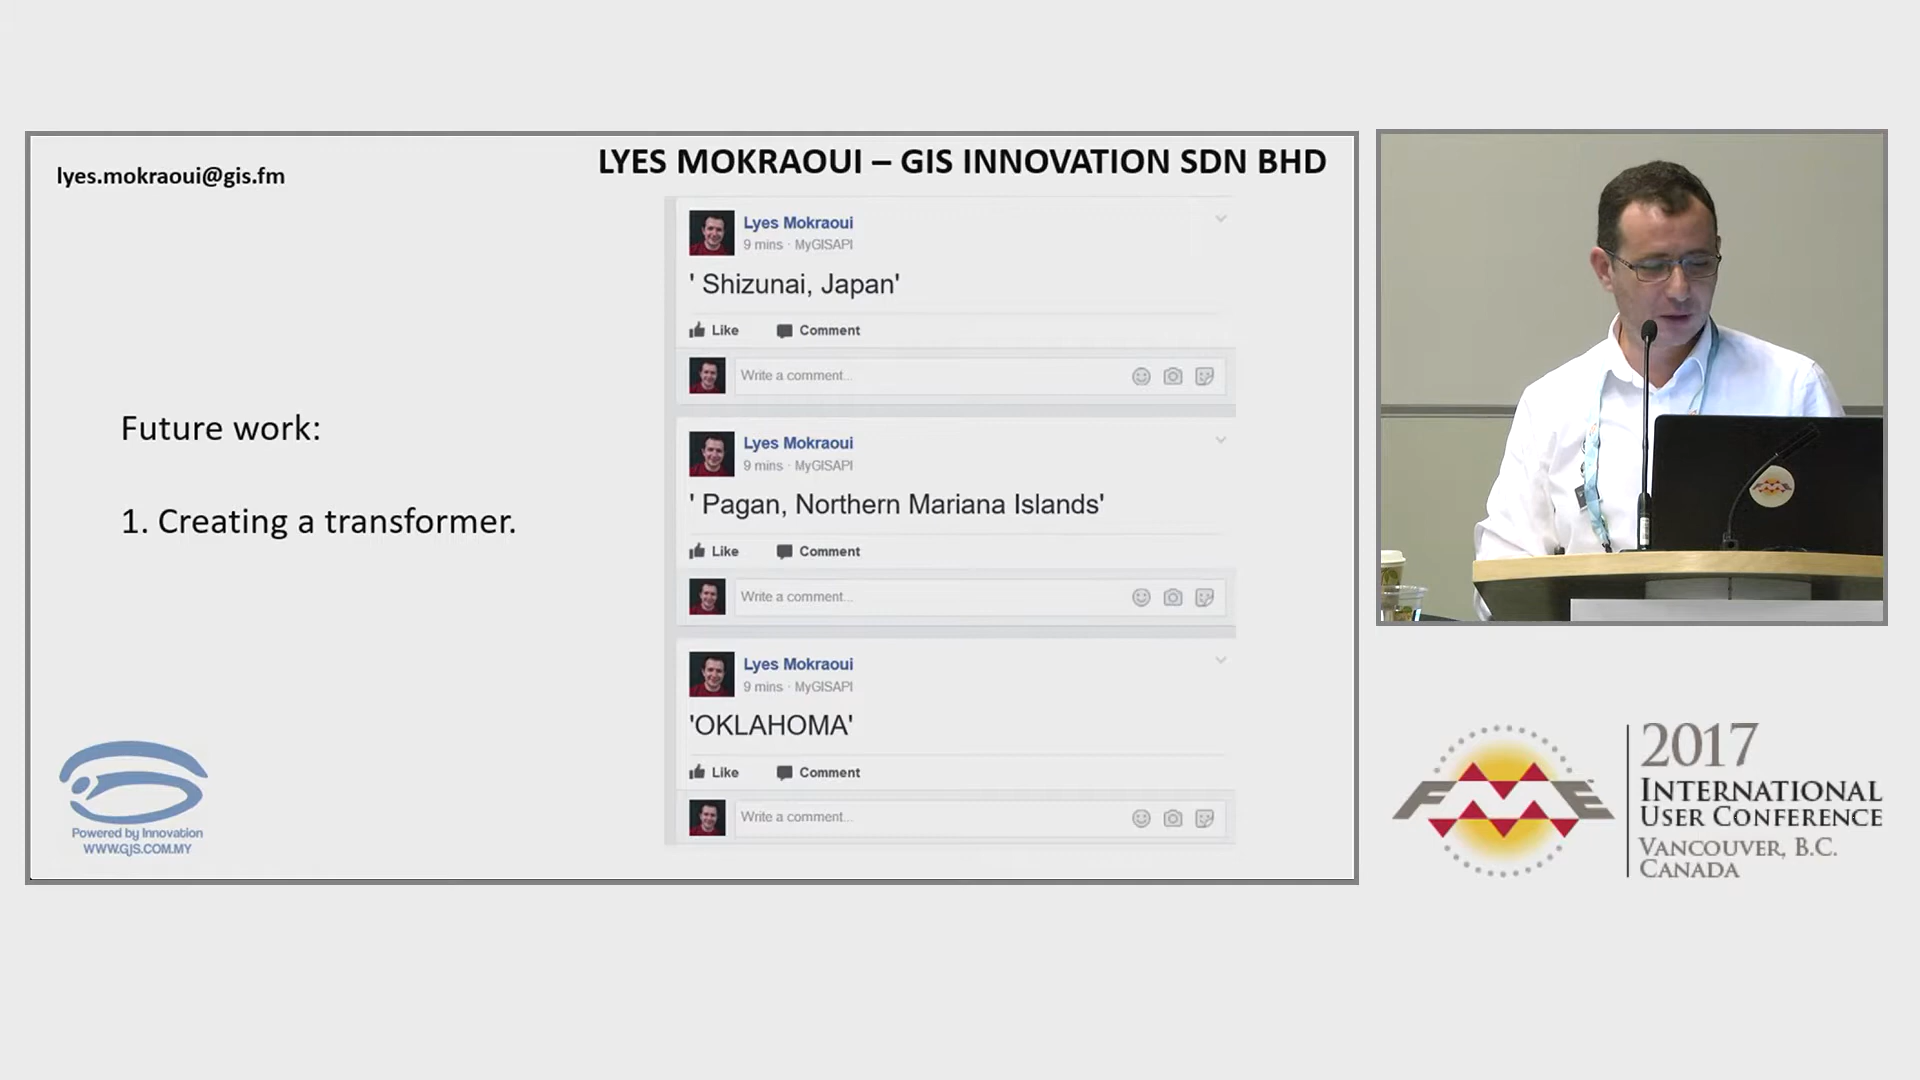 lyes.mokraoui@gis.fm
LYES MOKRAOUI – GIS INNOVATION SDN BHD
Future work:
1. Creating a transformer.
Lyes Mokraoui
9 mins · MyGISAPI
' Shizunai, Japan'
Like Comment
Write a comment...
Lyes Mokraoui
9 mins · MyGISAPI
' Pagan, Northern Mariana Islands'
Like Comment
Write a comment...
Lyes Mokraoui
9 mins · MyGISAPI
'OKLAHOMA'
Like Comment
Write a comment...
Powered by Innovation
WWW.GIS.COM.MY
FME
2017
INTERNATIONAL
USER CONFERENCE
VANCOUVER, B.C.
CANADA